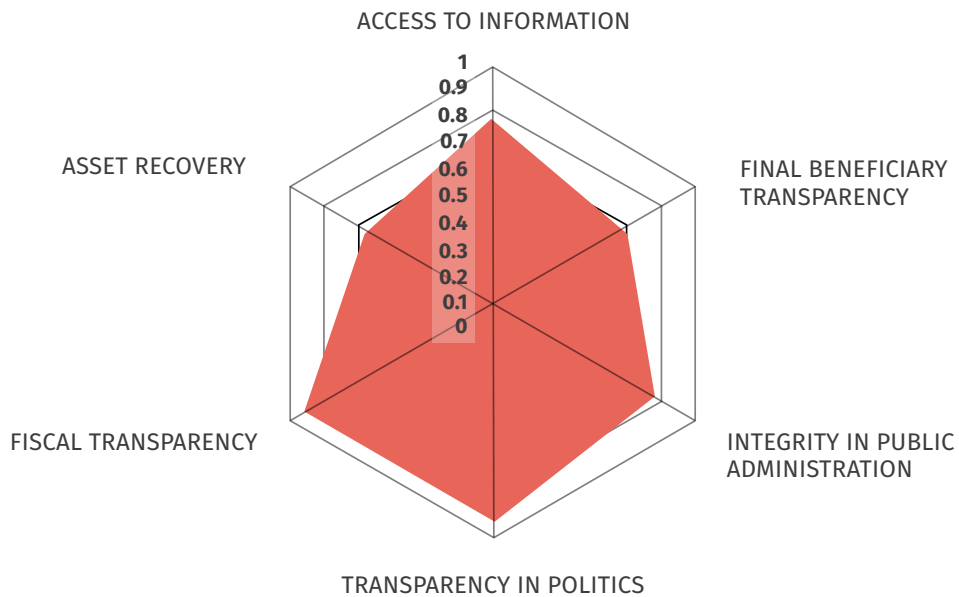 ACCESS TO INFORMATION
1
0.9
0.8
0.7
0.6
0.5
0.4
0.3
0.2
0.1
0
ASSET RECOVERY
FINAL BENEFICIARY
TRANSPARENCY
FISCAL TRANSPARENCY
INTEGRITY IN PUBLIC
ADMINISTRATION
TRANSPARENCY IN POLITICS